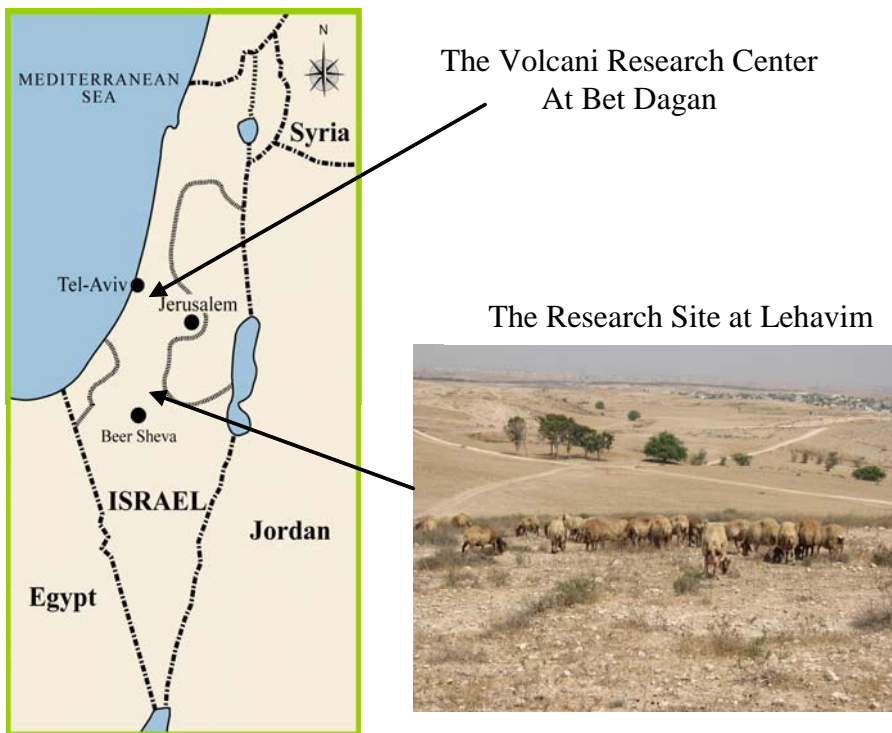 The Volcani Research Center
At Bet Dagan
N
MEDITERRANEAN
SEA
Syria
Tel-Aviv
Jerusalem
The Research Site at Lehavim
Beer Sheva
ISRAEL
Jordan
Egypt